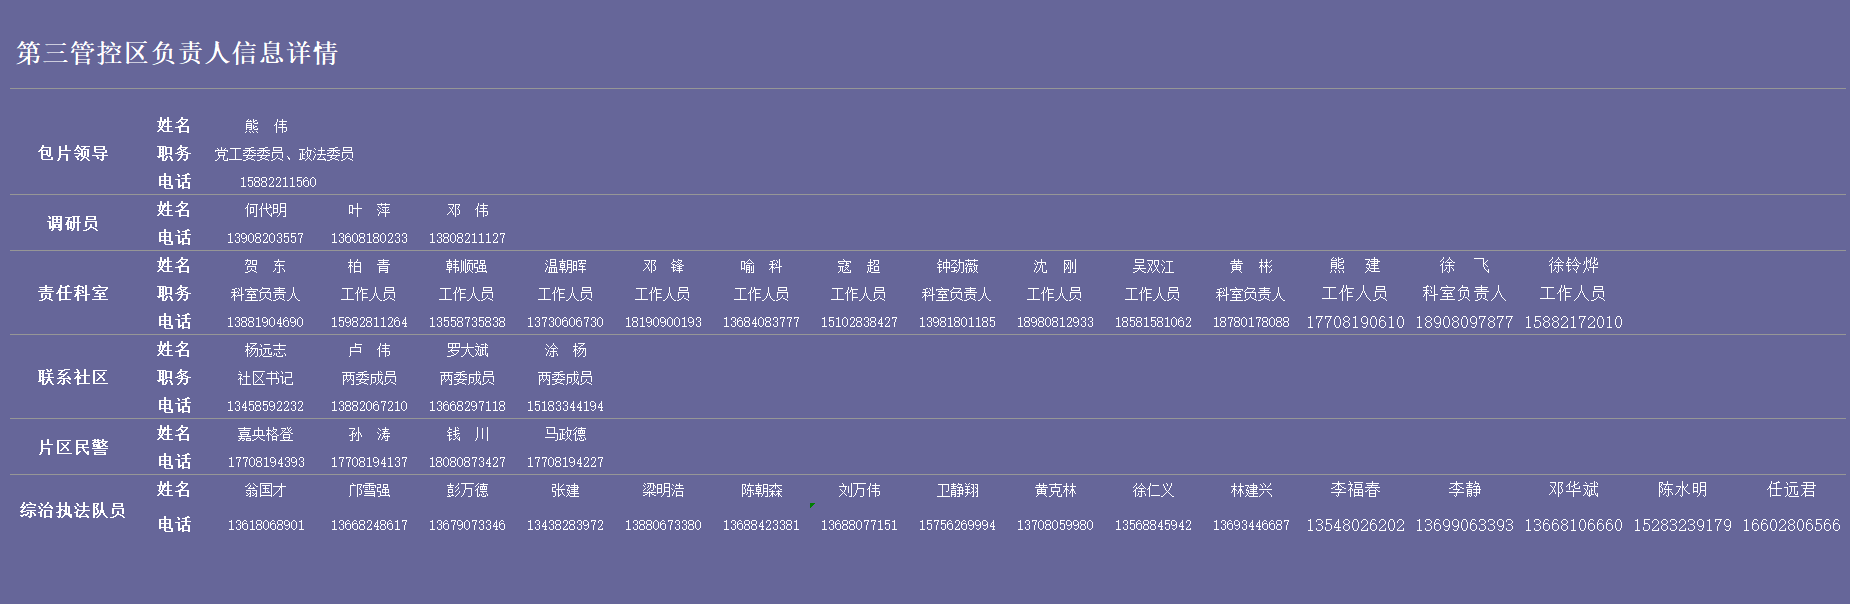 第三管控区负责人信息详情
姓名 熊 伟
包片领导 职务 党工委委员、政法委员
电话 15882211560
姓名 何代明 叶 萍 邓 伟
调研员
电话 13908203557 13608180233 13808211127
姓名 贺 东 柏 青 韩顺强 温朝晖 邓 锋 喻 科 寇 超 钟劲薇 沈 刚 吴双江 黄 彬 熊 建 徐 飞 徐铃烨
责任科室 职务 科室负责人 工作人员 工作人员 工作人员 工作人员 工作人员 工作人员 科室负责人 工作人员 工作人员 科室负责人 工作人员 科室负责人 工作人员
电话 13881904690 15982811264 13558735838 13730606730 18190900193 13684083777 15102838427 13981801185 18980812933 18581581062 18780178088 17708190610 18908097877 15882172010
姓名 杨远志 卢 伟 罗大斌 涂 杨
联系社区 职务 社区书记 两委成员 两委成员 两委成员
电话 13458592232 13882067210 13668297118 15183344194
姓名 嘉央格登 孙 涛 钱 川 马政德
片区民警
电话 17708194393 17708194137 18080873427 17708194227
姓名 翁国才 邝雪强 彭万德 张建 梁明浩 陈朝森 刘万伟 卫静翔 黄克林 徐仁义 林建兴 李福春 李静 邓华斌 陈水明 任远君
综治执法队员
电话 13618068901 13668248617 13679073346 13438283972 13880673380 13688423381 13688077151 15756269994 13708059980 13568845942 13693446687 13548026202 13699063393 13668106660 15283239179 16602806566